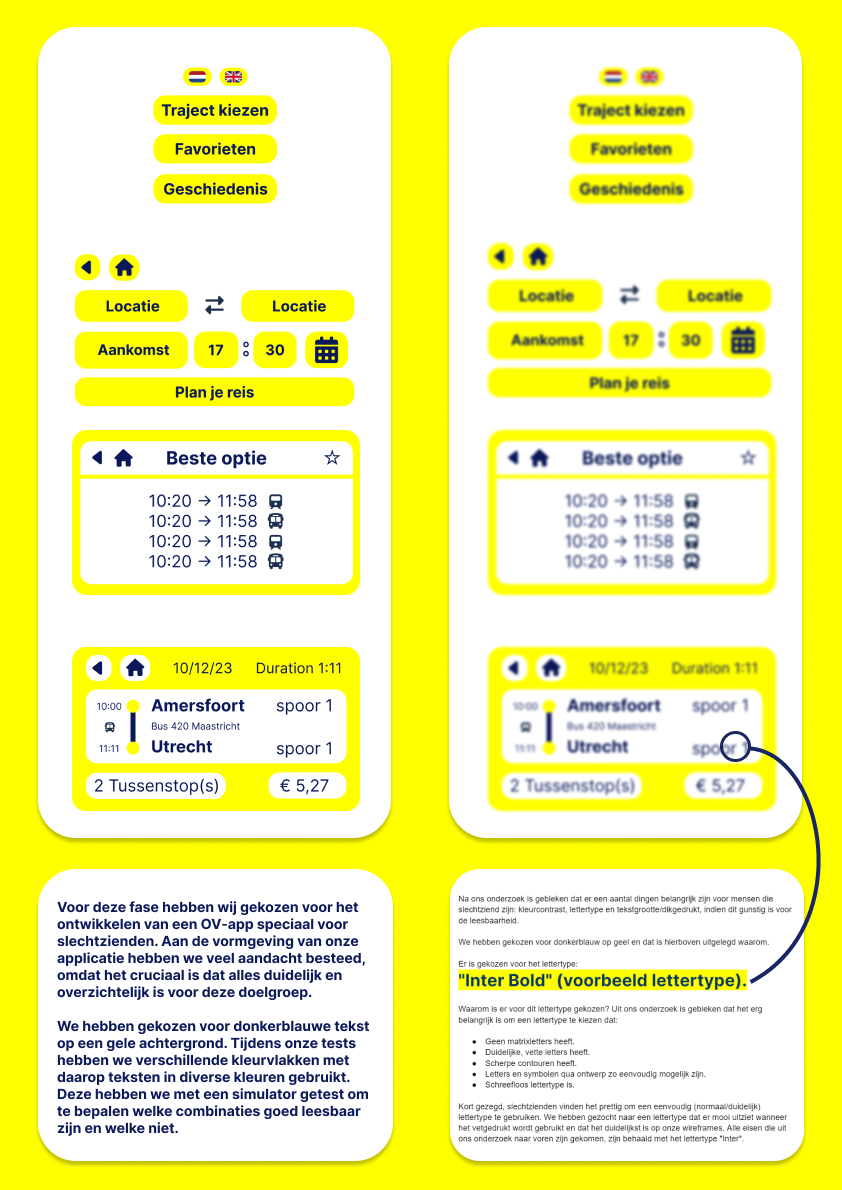 Traject kiezen
Favorieten
Geschiedenis
Locatie
Locatie
Aankomst
17
30
Plan je reis
Beste optie
10:20 → 11:58
10:20 → 11:58
10:20 → 11:58
10:20 → 11:58
10/12/23
Duration 1:11
10:00
Amersfoort
spoor 1
Bus 420 Maastricht
11:11
Utrecht
spoor 1
2 Tussenstop(s)
€ 5,27
Traject kiezen
Favorieten
Geschiedenis
Locatie
Locatie
Aankomst
17
30
Plan je reis
Beste optie
10:20 → 11:58
10:20 → 11:58
10:20 → 11:58
10:20 → 11:58
10/12/23
Duration 1:11
10:00
Amersfoort
spoor 1
Bus 420 Maastricht
11:11
Utrecht
spoor 1
2 Tussenstop(s)
€ 5,27
Voor deze fase hebben wij gekozen voor het
ontwikkelen van een OV-app speciaal voor
slechtzienden. Aan de vormgeving van onze
applicatie hebben we veel aandacht besteed,
omdat het cruciaal is dat alles duidelijk en
overzichtelijk is voor deze doelgroep.
We hebben gekozen voor donkerblauwe tekst
op een gele achtergrond. Tijdens onze tests
hebben we verschillende kleurvlakken met
daarop teksten in diverse kleuren gebruikt.
Deze hebben we met een simulator getest om
te bepalen welke combinaties goed leesbaar
zijn en welke niet.
Na ons onderzoek is gebleken dat er een aantal dingen belangrijk zijn voor mensen die
slechtziend zijn: kleurcontrast, lettertype en tekstgrootte/dikgedrukt, indien dit gunstig is voor
de leesbaarheid.
We hebben gekozen voor donkerblauw op geel en dat is hierboven uitgelegd waarom.
Er is gekozen voor het lettertype:
"Inter Bold" (voorbeeld lettertype).
Waarom is er voor dit lettertype gekozen? Uit ons onderzoek is gebleken dat het erg
belangrijk is om een lettertype te kiezen dat:
● Geen matrixletters heeft.
● Duidelijke, vette letters heeft.
● Scherpe contouren heeft.
● Letters en symbolen qua ontwerp zo eenvoudig mogelijk zijn.
● Schreefloos lettertype is.
Kort gezegd, slechtzienden vinden het prettig om een eenvoudig (normaal/duidelijk)
lettertype te gebruiken. We hebben gezocht naar een lettertype dat er mooi uitziet wanneer
het vetgedrukt wordt gebruikt en dat het duidelijkst is op onze wireframes. Alle eisen die uit
ons onderzoek naar voren zijn gekomen, zijn behaald met het lettertype "Inter".